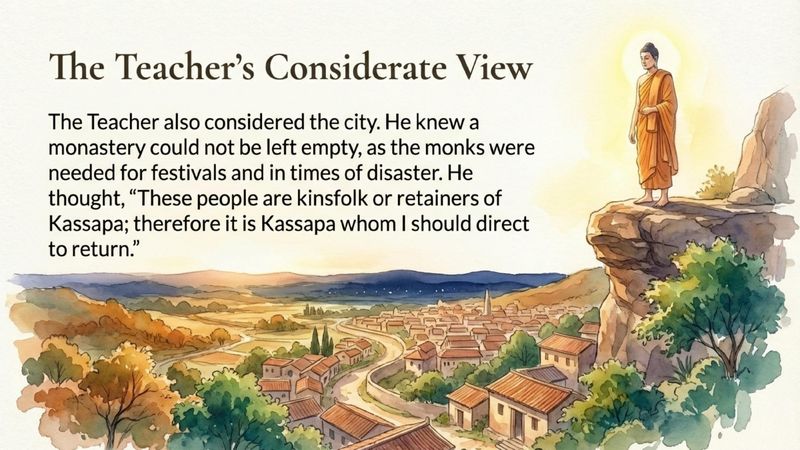 The Teacher’s Considerate View
The Teacher also considered the city. He knew a
monastery could not be left empty, as the monks were
needed for festivals and in times of disaster. He
thought, “These people are kinsfolk or retainers of
Kassapa; therefore it is Kassapa whom I should direct
to return.”